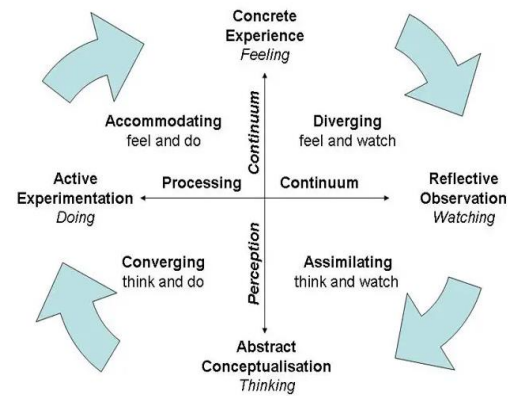 Concrete
Experience
Feeling
Accommodating
feel and do
Diverging
feel and watch
Perception Continuum
Active
Experimentation
Doing
Processing Continuum
Reflective
Observation
Watching
Converging
think and do
Assimilating
think and watch
Abstract
Conceptualisation
Thinking